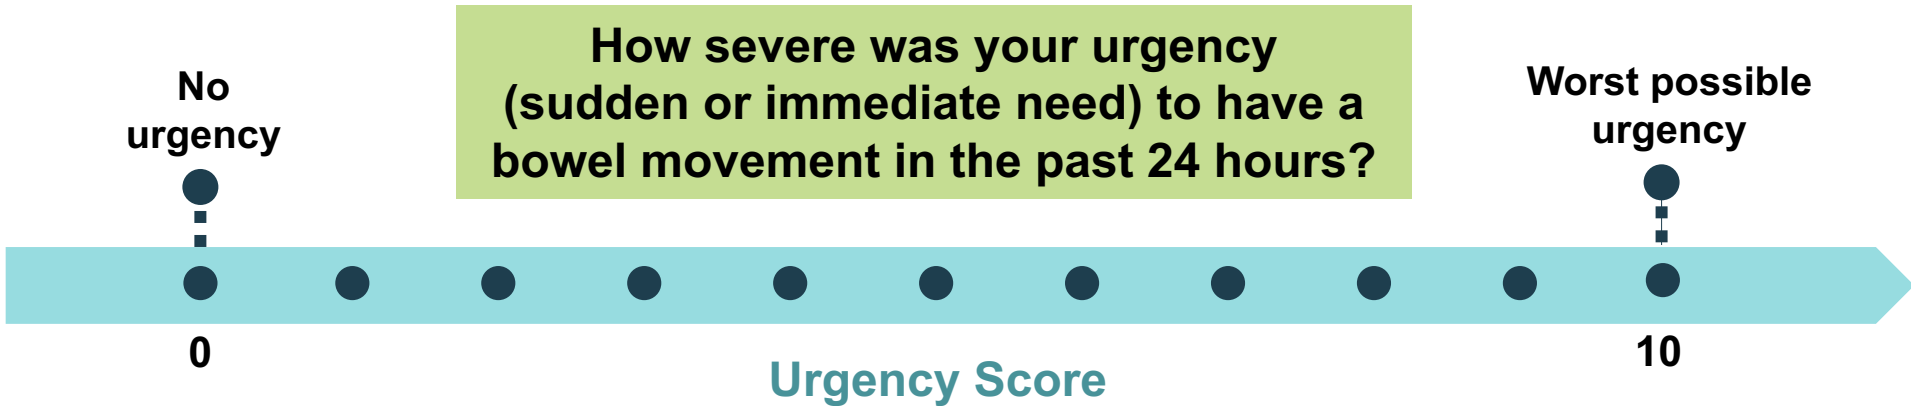 How severe was your urgency
(sudden or immediate need) to have a
bowel movement in the past 24 hours?
No
urgency
Worst possible
urgency
0
10
Urgency Score